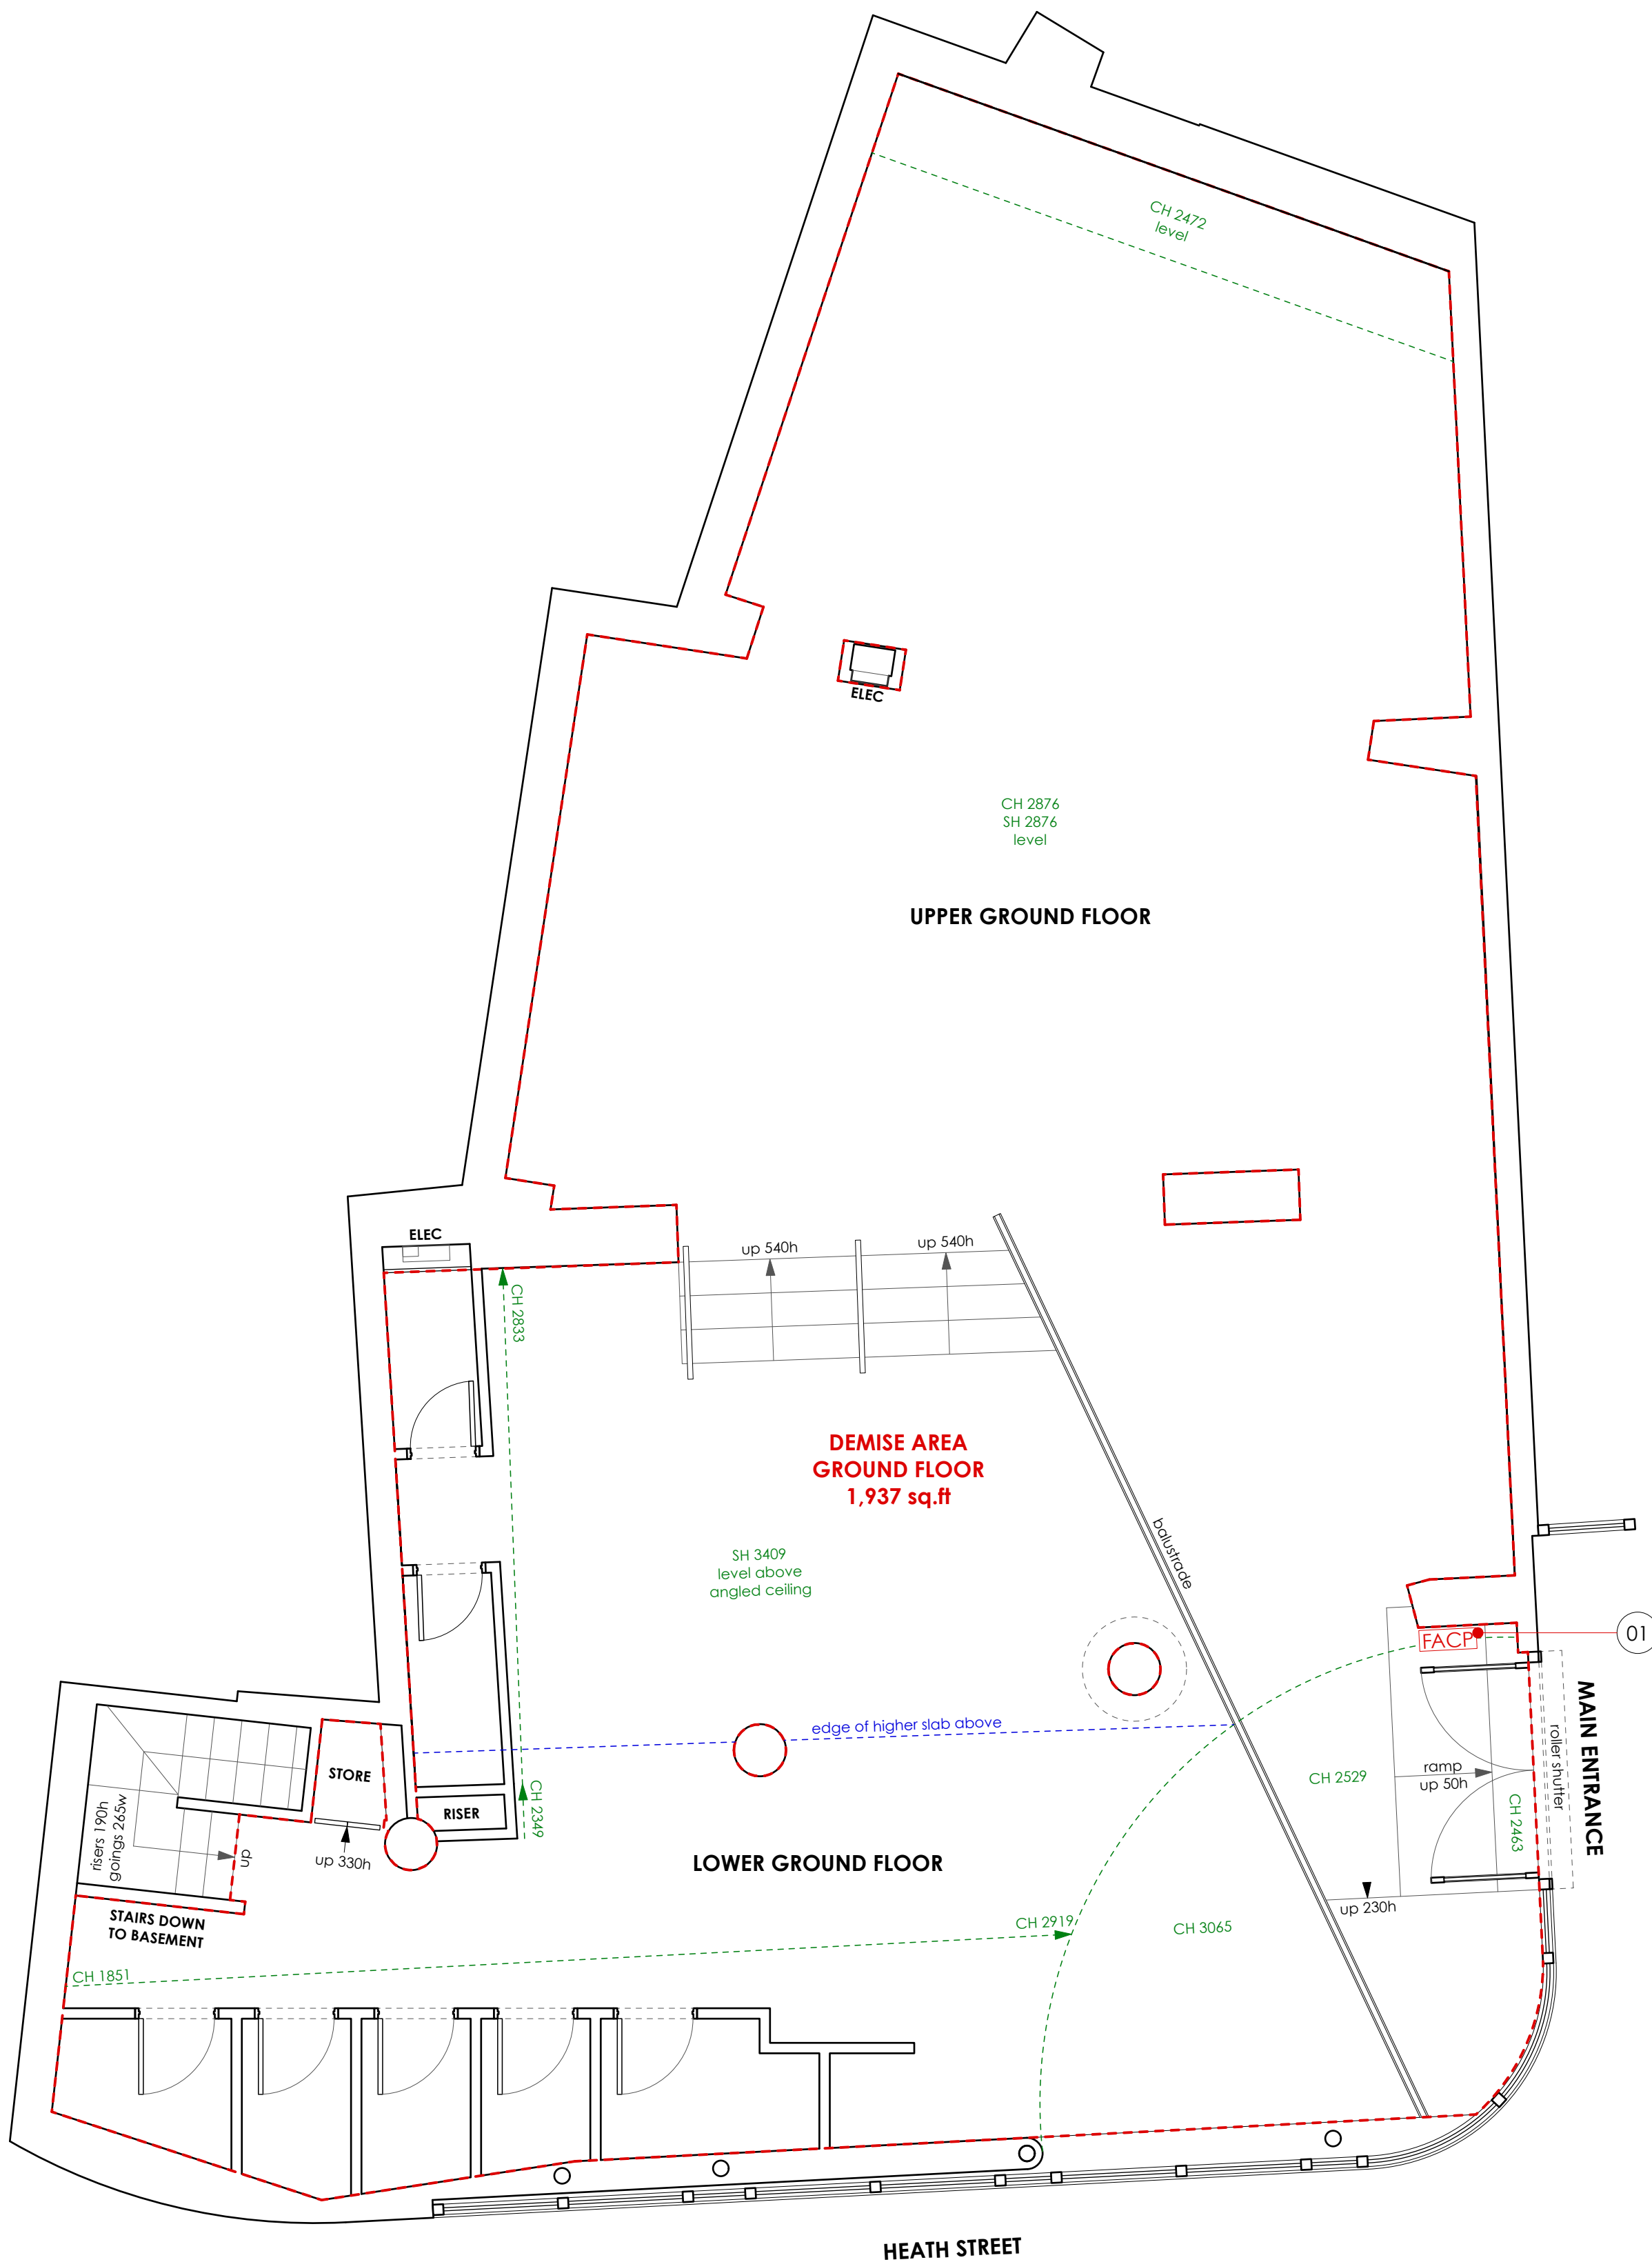 CH 2472
level
ELEC
CH 2876
SH 2876
level
UPPER GROUND FLOOR
ELEC
up 540h
up 540h
CH 2833
DEMISE AREA
GROUND FLOOR
1,937 sq.ft
balustrade
SH 3409
level above
angled ceiling
FACP
01
MAIN ENTRANCE
roller shutter
edge of higher slab above
STORE
ramp
up 50h
CH 2529
CH 2463
RISER
CH 2349
risers 190h
goings 265w
up
up 330h
LOWER GROUND FLOOR
up 230h
STAIRS DOWN
TO BASEMENT
CH 2919
CH 3065
CH 1851
HEATH STREET